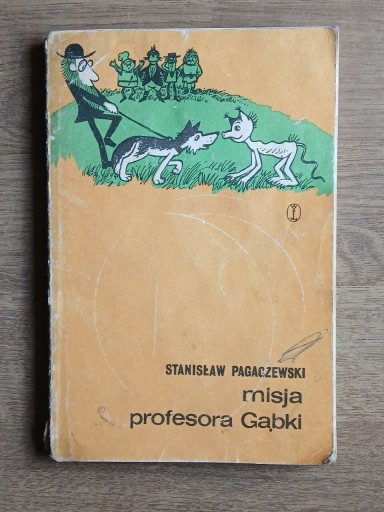 STANISŁAW PAGACZEWSKI
misja
profesora Gąbki